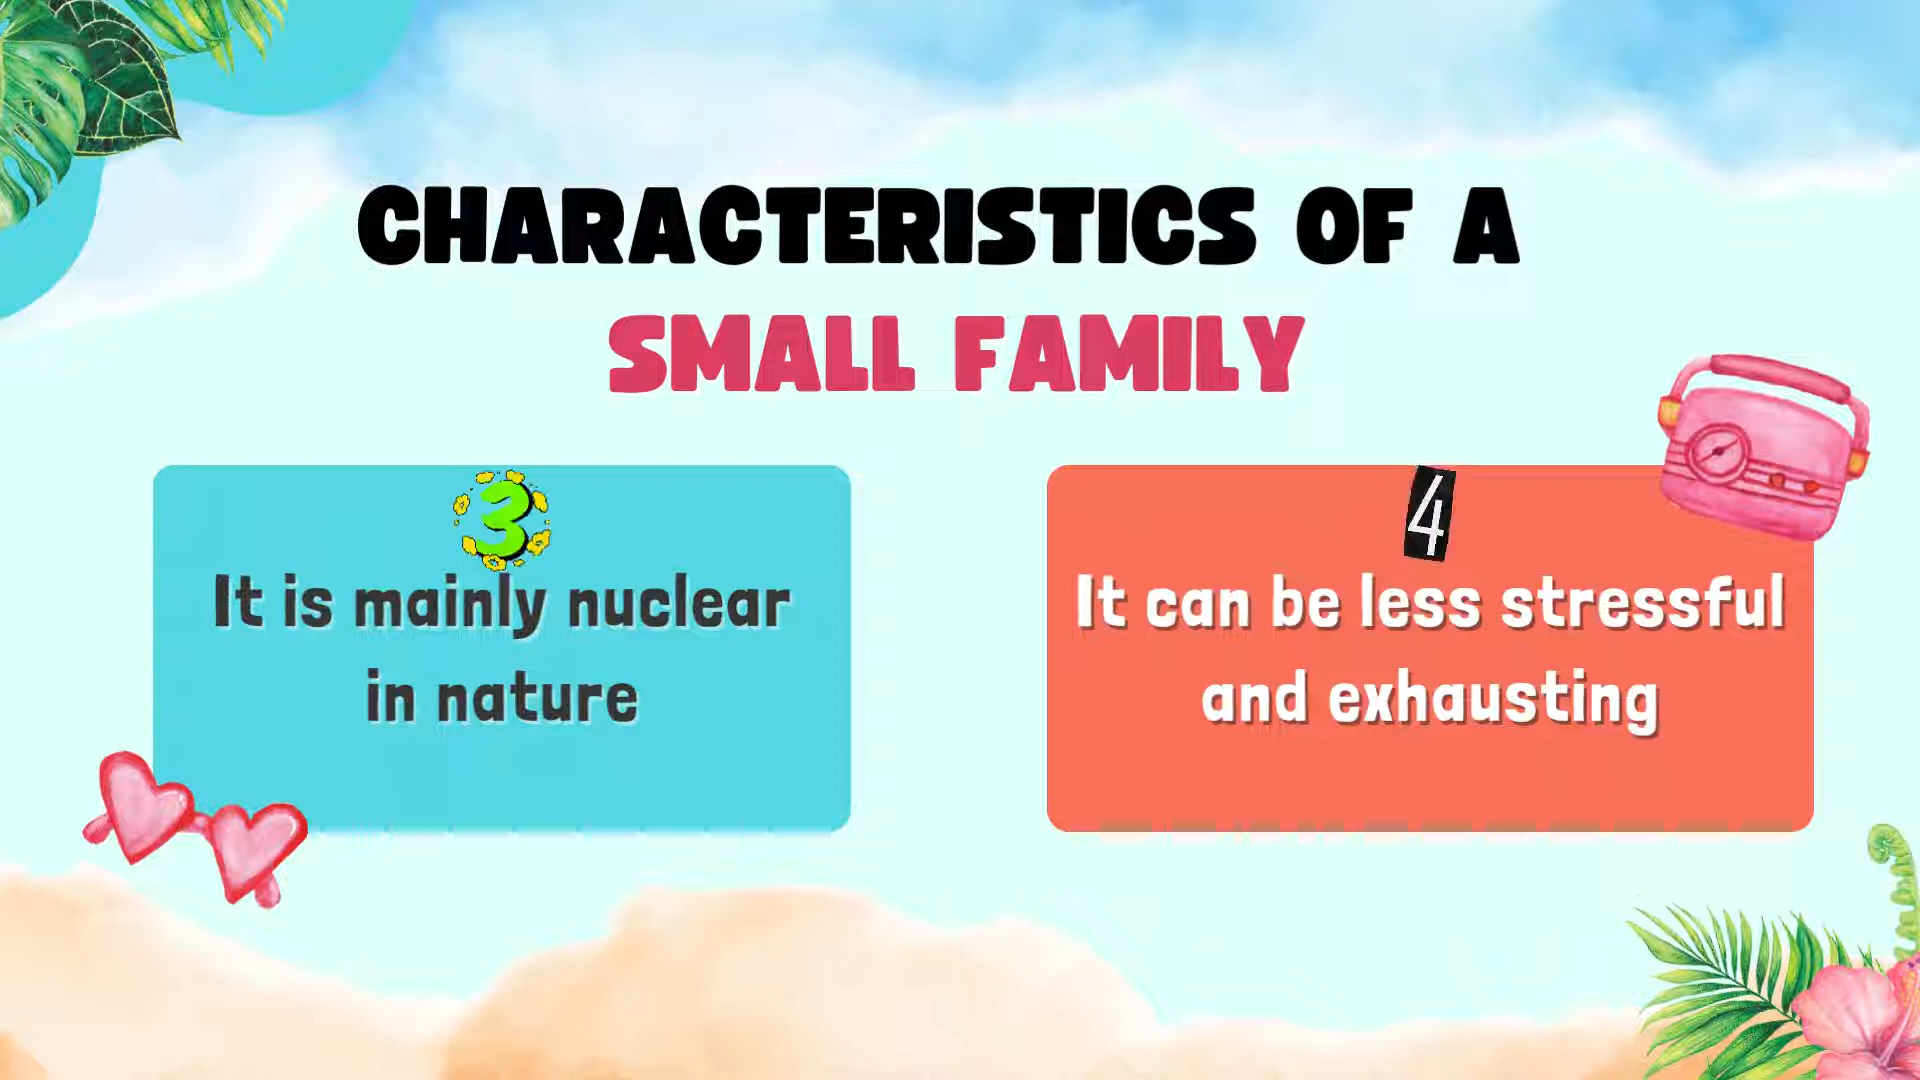 CHARACTERISTICS OF A
SMALL FAMILY
3
It is mainly nuclear
in nature
4
It can be less stressful
and exhausting